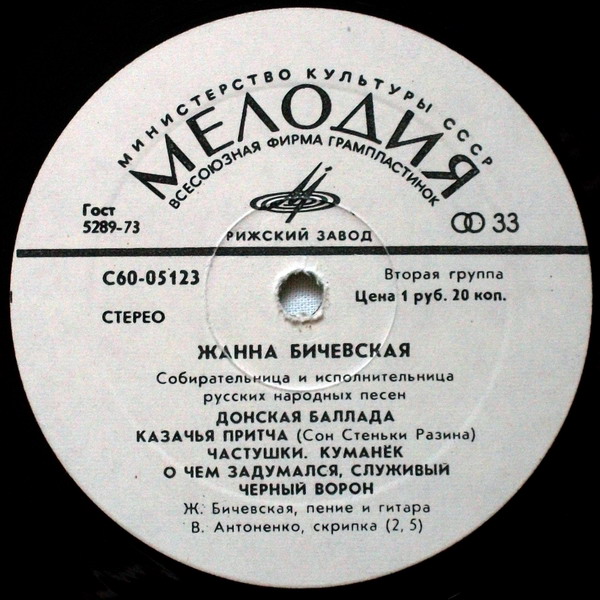 МИНИСТЕРСТВО КУЛЬТУРЫ СССР
МЕЛОДИЯ
ВСЕСОЮЗНАЯ ФИРМА ГРАМПЛАСТИНОК
Гост
5289-73
33
РИЖСКИЙ ЗАВОД
С60-05123
Вторая группа
Цена 1 руб. 20 коп.
СТЕРЕО
ЖАННА БИЧЕВСКАЯ
Собирательница и исполнительница
русских народных песен
ДОНСКАЯ БАЛЛАДА
КАЗАЧЬЯ ПРИТЧА (Сон Стеньки Разина)
ЧАСТУШКИ. КУМАНЁК
О ЧЕМ ЗАДУМАЛСЯ, СЛУЖИВЫЙ
ЧЕРНЫЙ ВОРОН
Ж. Бичевская, пение и гитара
В. Антоненко, скрипка (2, 5)